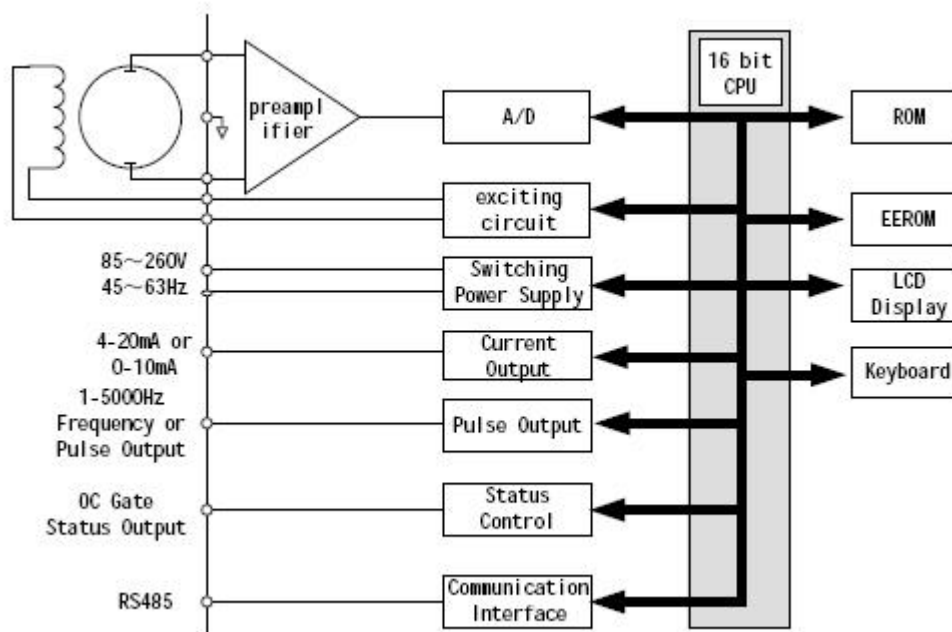 16 bit
CPU
preampl
ifier
A/D
ROM
exciting
circuit
EEROM
85～260V
45～63Hz
Switching
Power Supply
LCD
Display
4-20mA or
0-10mA
Current
Output
Keyboard
1-5000Hz
Frequency or
Pulse Output
Pulse Output
OC Gate
Status Output
Status
Control
RS485
Communication
Interface